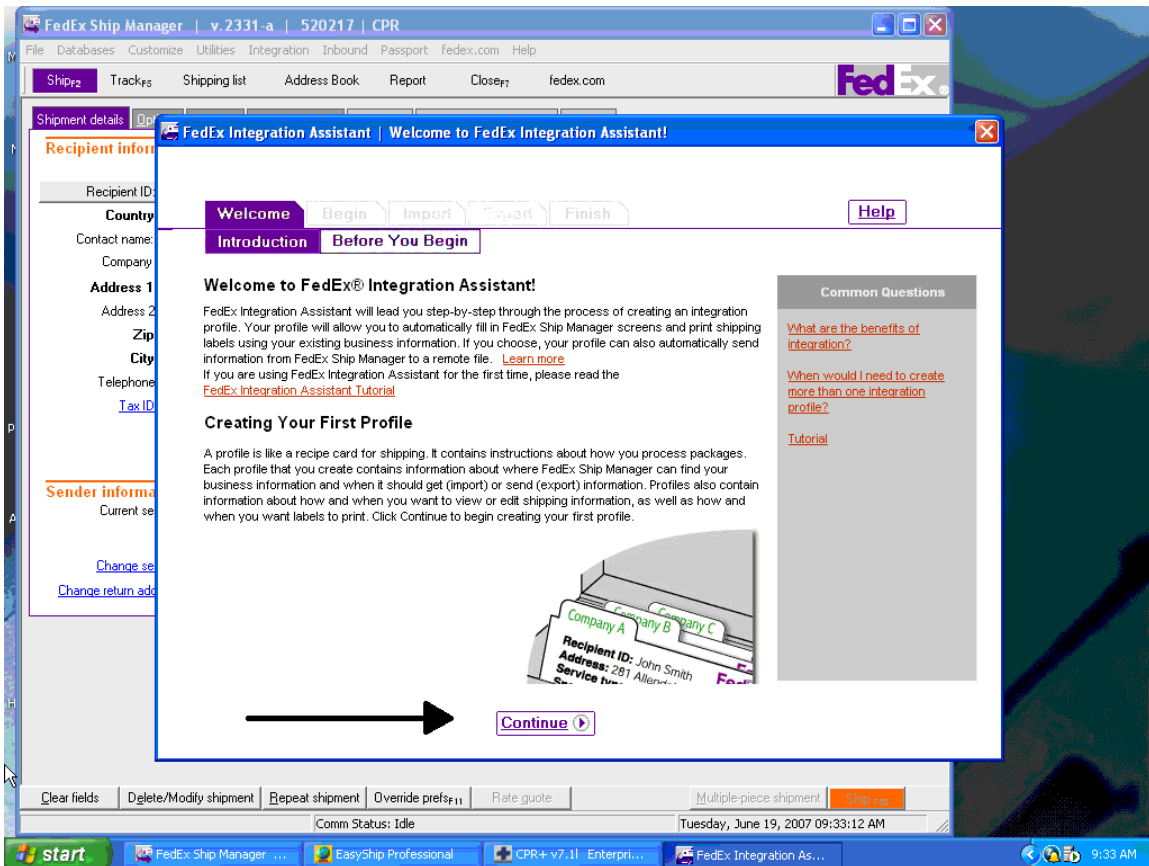 FedEx Ship Manager | v.2331-a | 520217 | CPR
File Databases Customize Utilities Integration Inbound Passport fedex.com Help
ShipF2 TrackF5 Shipping list Address Book Report CloseF7 fedex.com
FedEx®
Shipment details
FedEx Integration Assistant | Welcome to FedEx Integration Assistant!
Recipient inform
Recipient ID:
Country
Contact name:
Company
Address 1
Address 2
Zip
City
Telephone
Tax ID
Sender informa
Current se
Change se
Change return add
Welcome Begin Import Export Finish
Help
Introduction Before You Begin
Welcome to FedEx® Integration Assistant!
FedEx Integration Assistant will lead you step-by-step through the process of creating an integration
profile. Your profile will allow you to automatically fill in FedEx Ship Manager screens and print shipping
labels using your existing business information. If you choose, your profile can also automatically send
information from FedEx Ship Manager to a remote file. Learn more
If you are using FedEx Integration Assistant for the first time, please read the
FedEx Integration Assistant Tutorial
Creating Your First Profile
A profile is like a recipe card for shipping. It contains instructions about how you process packages.
Each profile that you create contains information about where FedEx Ship Manager can find your
business information and when it should get (import) or send (export) information. Profiles also contain
information about how and when you want to view or edit shipping information, as well as how and
when you want labels to print. Click Continue to begin creating your first profile.
Common Questions
What are the benefits of
integration?
When would I need to create
more than one integration
profile?
Tutorial
Company A
Company B
Company C
Recipient ID: John Smith
Address: 281
Service
Continue
Clear fields Delete/Modify shipment Repeat shipment Override prefsF11 Rate quote Multiple-piece shipment Ship F10
Comm Status: Idle
Tuesday, June 19, 2007 09:33:12 AM
start FedEx Ship Manager ... EasyShip Professional CPR+ v7.1l Enterpri... FedEx Integration As... 9:33 AM